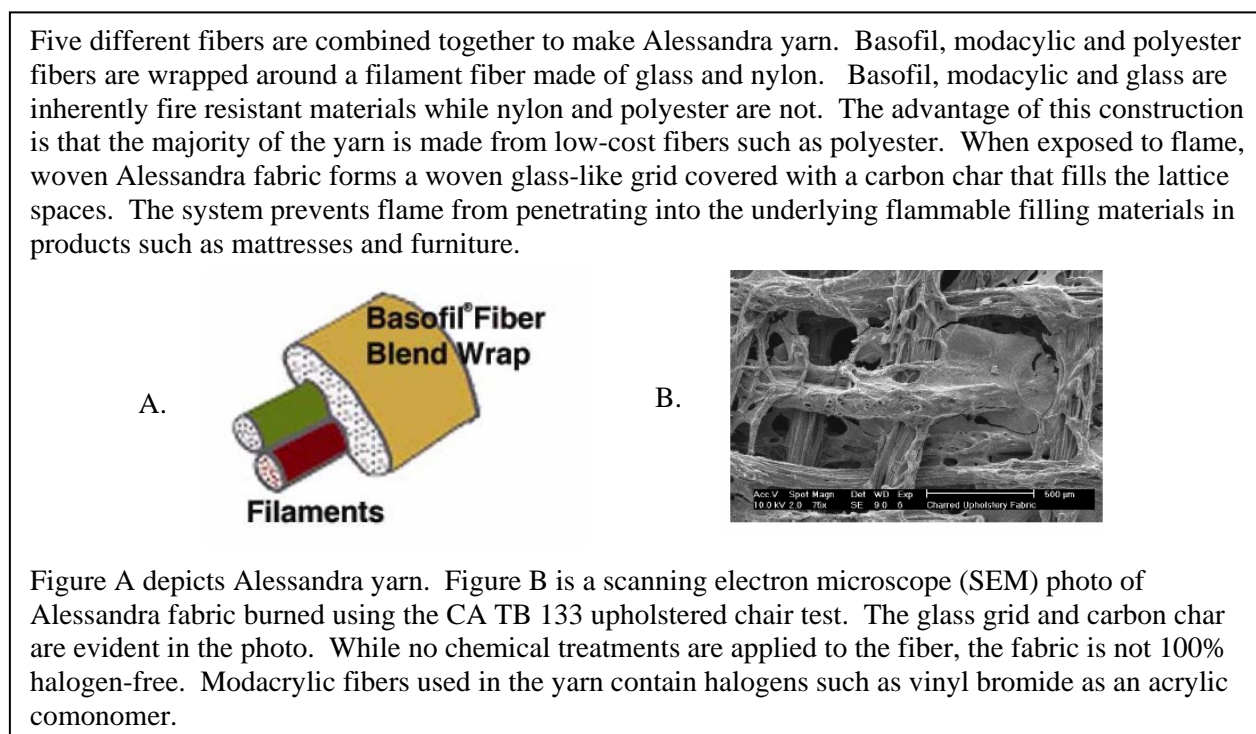 Five different fibers are combined together to make Alessandra yarn.  Basofil, modacylic and polyester
fibers are wrapped around a filament fiber made of glass and nylon.   Basofil, modacylic and glass are
inherently fire resistant materials while nylon and polyester are not.  The advantage of this construction
is that the majority of the yarn is made from low-cost fibers such as polyester.  When exposed to flame,
woven Alessandra fabric forms a woven glass-like grid covered with a carbon char that fills the lattice
spaces.  The system prevents flame from penetrating into the underlying flammable filling materials in
products such as mattresses and furniture.
A.
Basofil® Fiber
Blend Wrap
Filaments
B.
Acc.V Spot Magn Det WD Exp 500 µm
10.0 kV 2.0 75x SE 9.0 6 Charred Upholstery Fabric
Figure A depicts Alessandra yarn.  Figure B is a scanning electron microscope (SEM) photo of
Alessandra fabric burned using the CA TB 133 upholstered chair test.  The glass grid and carbon char
are evident in the photo.  While no chemical treatments are applied to the fiber, the fabric is not 100%
halogen-free.  Modacrylic fibers used in the yarn contain halogens such as vinyl bromide as an acrylic
comonomer.